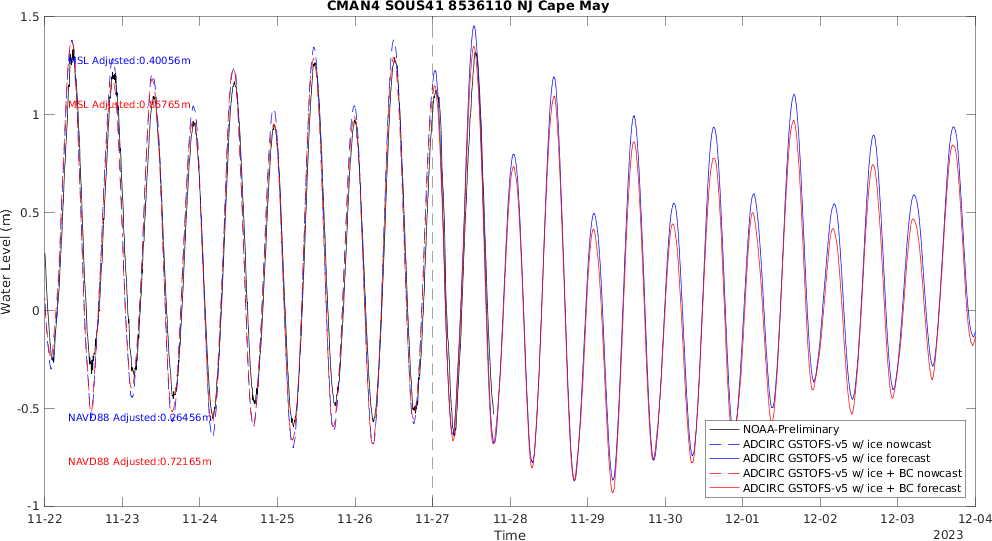 CMAN4 SOUS41 8536110 NJ Cape May
1.5
1
0.5
0
-0.5
-1
Water Level (m)
MSL Adjusted:0.40056m
MSL Adjusted:0.85765m
NAVD88 Adjusted:0.26456m
NAVD88 Adjusted:0.72165m
NOAA-Preliminary
ADCIRC GSTOFS-v5 w/ ice nowcast
ADCIRC GSTOFS-v5 w/ ice forecast
ADCIRC GSTOFS-v5 w/ ice + BC nowcast
ADCIRC GSTOFS-v5 w/ ice + BC forecast
11-22 11-23 11-24 11-25 11-26 11-27 11-28 11-29 11-30 12-01 12-02 12-03 12-04
Time
2023